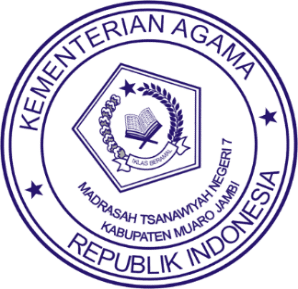 KEMENTERIAN AGAMA
IKHLAS BERAMAL
MADRASAH TSANAWIYAH NEGERI 7
KABUPATEN MUARO JAMBI
REPUBLIK INDONESIA